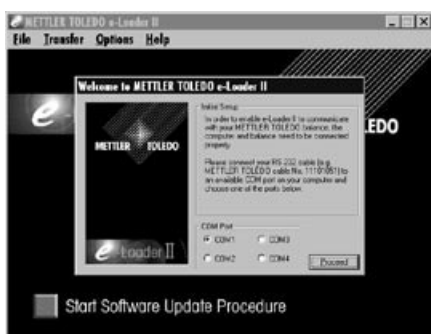 METTLER TOLEDO e-Loader II
File Transfer Options Help
Welcome to METTLER TOLEDO e-Loader II
Initial Setup
In order to enable e-Loader II to communicate
with your METTLER TOLEDO balance, the
computer and balance need to be connected
properly.
Please connect your RS-232 cable (e.g.
METTLER TOLEDO cable No. 11101051) to
an available COM port on your computer and
choose one of the ports below.
METTLER TOLEDO
e-Loader II
COM Port
COM1 COM3
COM2 COM4
Proceed
e
LEDO
Start Software Update Procedure